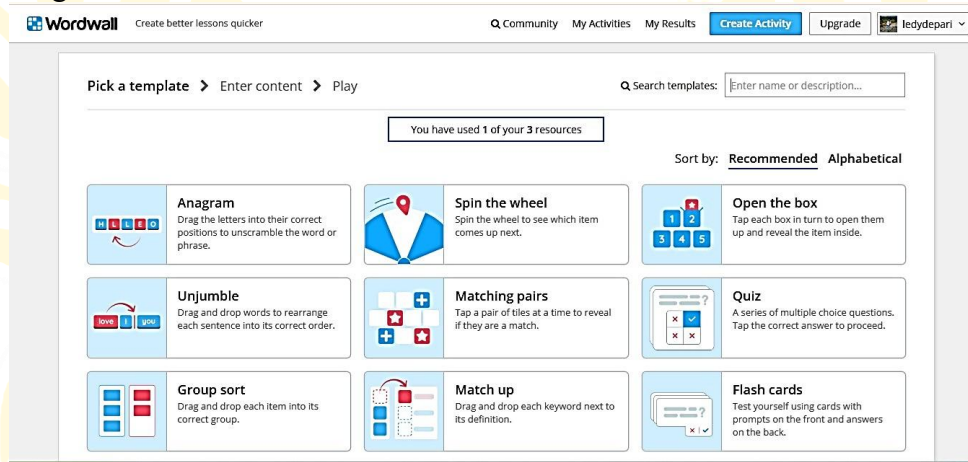 Wordwall Create better lessons quicker Community My Activities My Results Create Activity Upgrade ledydepari
Pick a template > Enter content > Play Search templates: Enter name or description...
You have used 1 of your 3 resources
Sort by: Recommended Alphabetical
H L L E O
Anagram
Drag the letters into their correct
positions to unscramble the word or
phrase.
Spin the wheel
Spin the wheel to see which item
comes up next.
1 2
3 4 5
Open the box
Tap each box in turn to open them
up and reveal the item inside.
love I you
Unjumble
Drag and drop words to rearrange
each sentence into its correct order.
Matching pairs
Tap a pair of tiles at a time to reveal
if they are a match.
?
Quiz
A series of multiple choice questions.
Tap the correct answer to proceed.
Group sort
Drag and drop each item into its
correct group.
Match up
Drag and drop each keyword next to
its definition.
?
Flash cards
Test yourself using cards with
prompts on the front and answers
on the back.